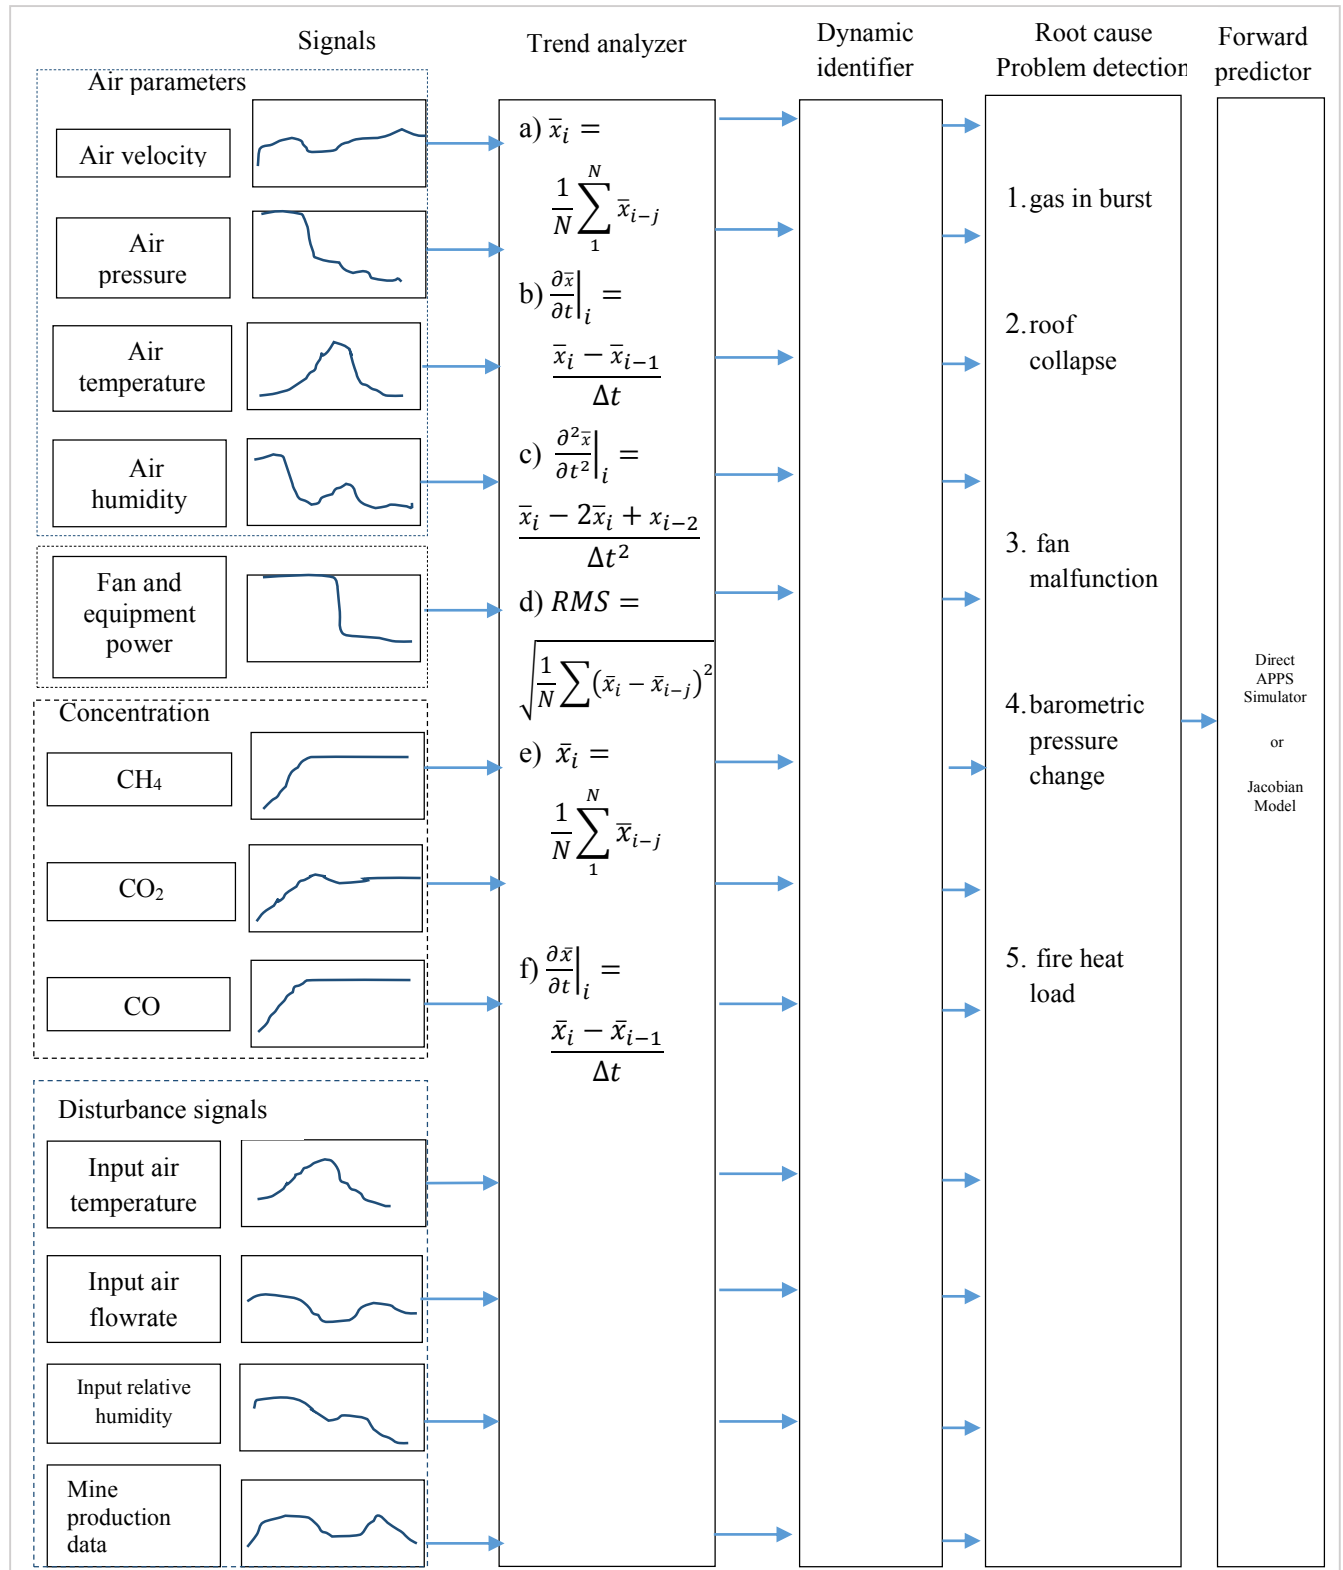 Signals
Trend analyzer
Dynamic
identifier
Root cause
Problem detection
Forward
predictor
Air parameters
Air velocity
Air
pressure
Air
temperature
Air
humidity
Fan and
equipment
power
Concentration
CH₄
CO₂
CO
Disturbance signals
Input air
temperature
Input air
flowrate
Input relative
humidity
Mine
production
data
a) x̄ᵢ =
1/N ∑₁ᴺ x̄ᵢ₋ⱼ
b) ∂x̄/∂t|ᵢ =
(x̄ᵢ − x̄ᵢ₋₁)/Δt
c) ∂²x̄/∂t²|ᵢ =
(x̄ᵢ − 2x̄ᵢ + xᵢ₋₂)/Δt²
d) RMS =
√(1/N ∑(x̄ᵢ − x̄ᵢ₋ⱼ)²)
e) x̄ᵢ =
1/N ∑₁ᴺ x̄ᵢ₋ⱼ
f) ∂x̄/∂t|ᵢ =
(x̄ᵢ − x̄ᵢ₋₁)/Δt
1. gas in burst
2. roof
collapse
3. fan
malfunction
4. barometric
pressure
change
5. fire heat
load
Direct
APPS
Simulator
or
Jacobian
Model